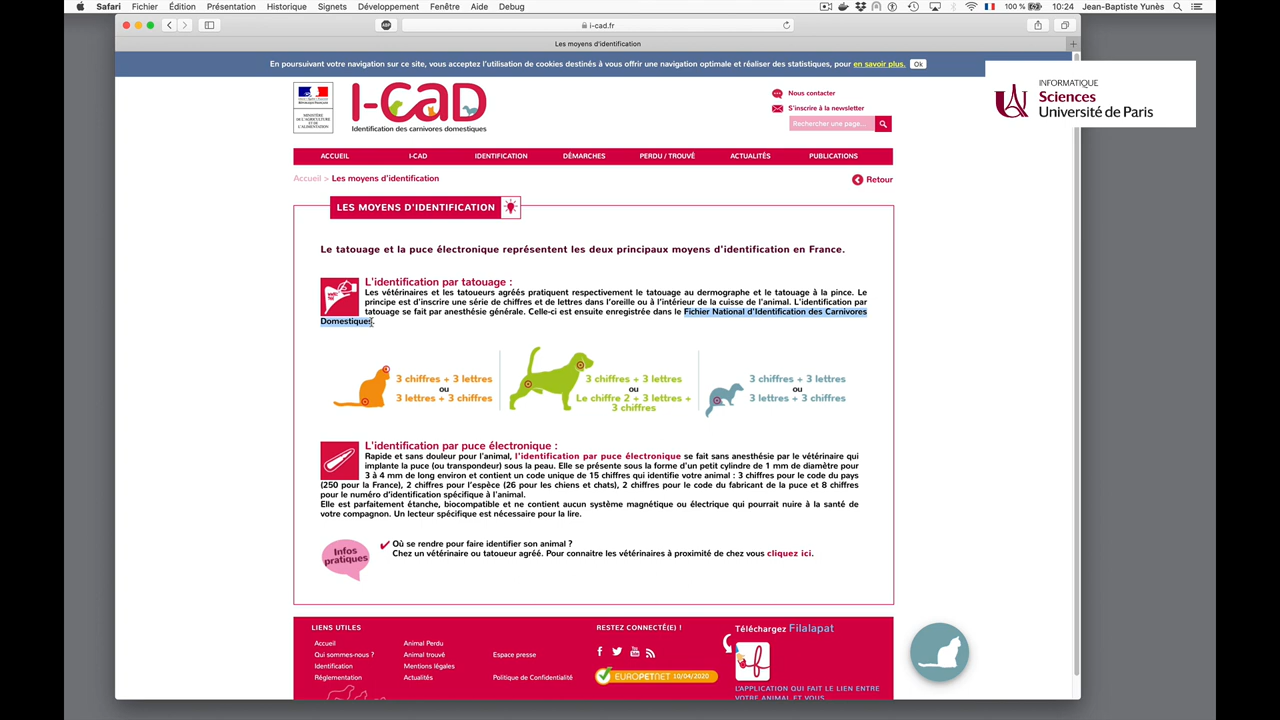 Safari Fichier Édition Présentation Historique Signets Développement Fenêtre Aide Debug 100 % 10:24 Jean-Baptiste Yunès
ABP i-cad.fr
Les moyens d'identification
En poursuivant votre navigation sur ce site, vous acceptez l'utilisation de cookies destinés à vous offrir une navigation optimale et réaliser des statistiques, pour en savoir plus. Ok
INFORMATIQUE
Sciences
Université de Paris
I-CAD
Identification des carnivores domestiques
MINISTÈRE
DE L'AGRICULTURE
ET DE
L'ALIMENTATION
Nous contacter
S'inscrire à la newsletter
Rechercher une page...
ACCUEIL I-CAD IDENTIFICATION DÉMARCHES PERDU / TROUVÉ ACTUALITÉS PUBLICATIONS
Accueil > Les moyens d'identification
Retour
LES MOYENS D'IDENTIFICATION
Le tatouage et la puce électronique représentent les deux principaux moyens d'identification en France.
L'identification par tatouage :
Les vétérinaires et les tatoueurs agréés pratiquent respectivement le tatouage au dermographe et le tatouage à la pince. Le
principe est d'inscrire une série de chiffres et de lettres dans l'oreille ou à l'intérieur de la cuisse de l'animal. L'identification par
tatouage se fait par anesthésie générale. Celle-ci est ensuite enregistrée dans le Fichier National d'Identification des Carnivores
Domestiques.
3 chiffres + 3 lettres
ou
3 lettres + 3 chiffres
3 chiffres + 3 lettres
ou
Le chiffre 2 + 3 lettres +
3 chiffres
3 chiffres + 3 lettres
ou
3 lettres + 3 chiffres
L'identification par puce électronique :
Rapide et sans douleur pour l'animal, l'identification par puce électronique se fait sans anesthésie par le vétérinaire qui
implante la puce (ou transpondeur) sous la peau. Elle se présente sous la forme d'un petit cylindre de 1 mm de diamètre pour
3 à 4 mm de long environ et contient un code unique de 15 chiffres qui identifie votre animal : 3 chiffres pour le code du pays
(250 pour la France), 2 chiffres pour l'espèce (26 pour les chiens et chats), 2 chiffres pour le code du fabricant de la puce et 8 chiffres
pour le numéro d'identification spécifique à l'animal.
Elle est parfaitement étanche, biocompatible et ne contient aucun système magnétique ou électrique qui pourrait nuire à la santé de
votre compagnon. Un lecteur spécifique est nécessaire pour la lire.
Infos
pratiques
Où se rendre pour faire identifier son animal ?
Chez un vétérinaire ou tatoueur agréé. Pour connaitre les vétérinaires à proximité de chez vous cliquez ici.
LIENS UTILES
Accueil
Qui sommes-nous ?
Identification
Réglementation
Animal Perdu
Animal trouvé
Mentions légales
Actualités
Espace presse
Politique de Confidentialité
RESTEZ CONNECTÉ(E) !
EUROPETNET 10/04/2020
Téléchargez Filalapat
L'APPLICATION QUI FAIT LE LIEN ENTRE
VOTRE ANIMAL ET VOUS